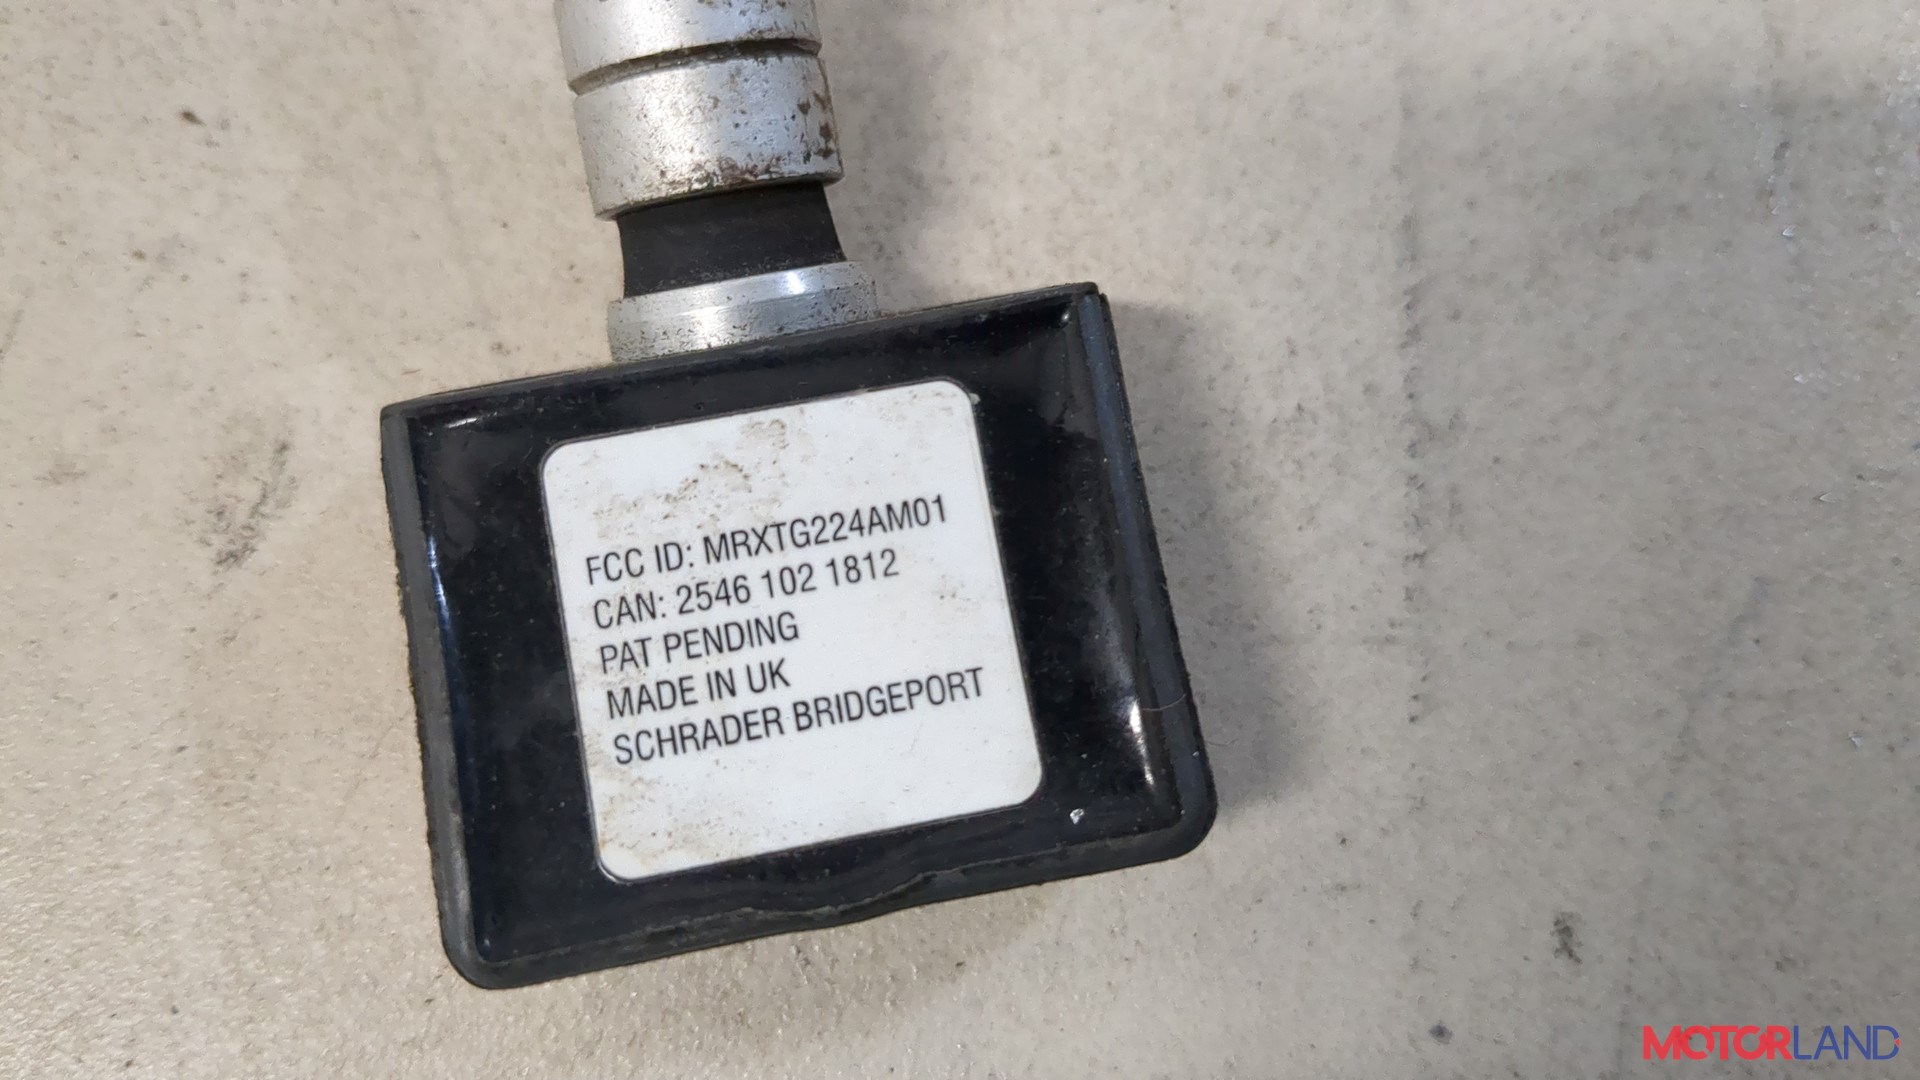 FCC ID: MRXTG224AM01
CAN: 2546 102 1812
PAT PENDING
MADE IN UK
SCHRADER BRIDGEPORT
MOTORLAND